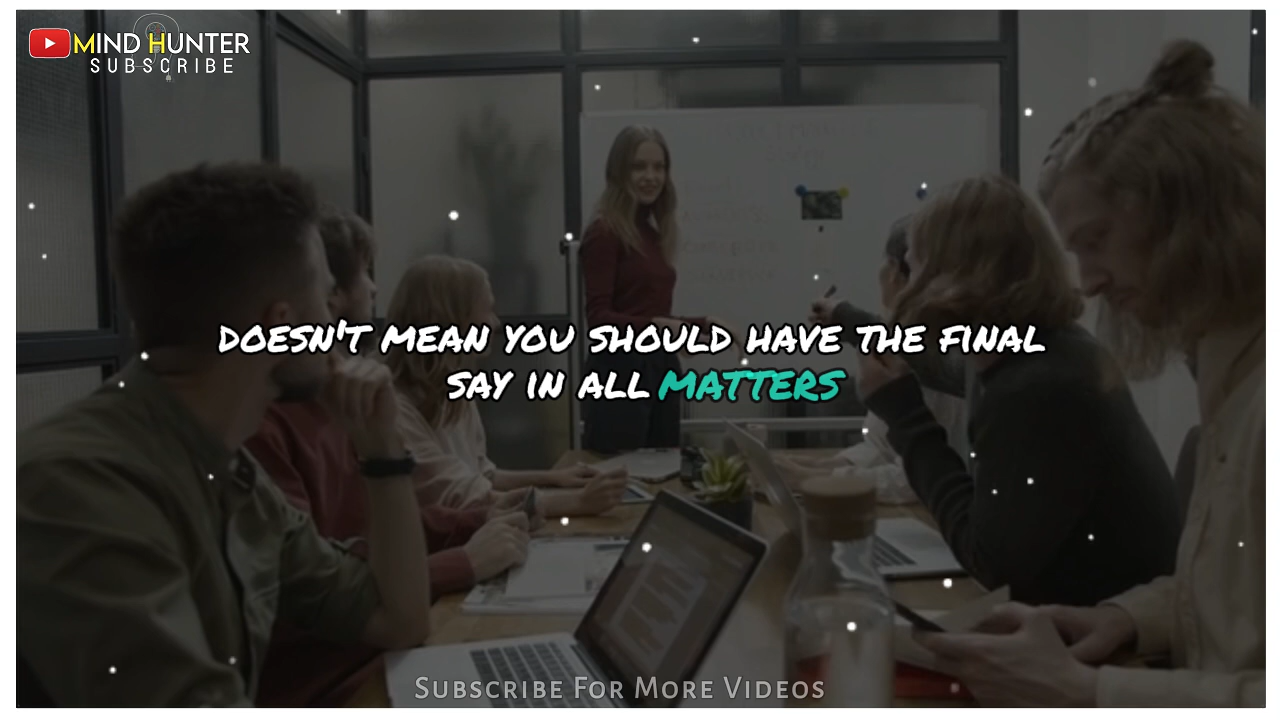 MIND HUNTER
SUBSCRIBE
DOESN'T MEAN YOU SHOULD HAVE THE FINAL
SAY IN ALL MATTERS
SUBSCRIBE FOR MORE VIDEOS